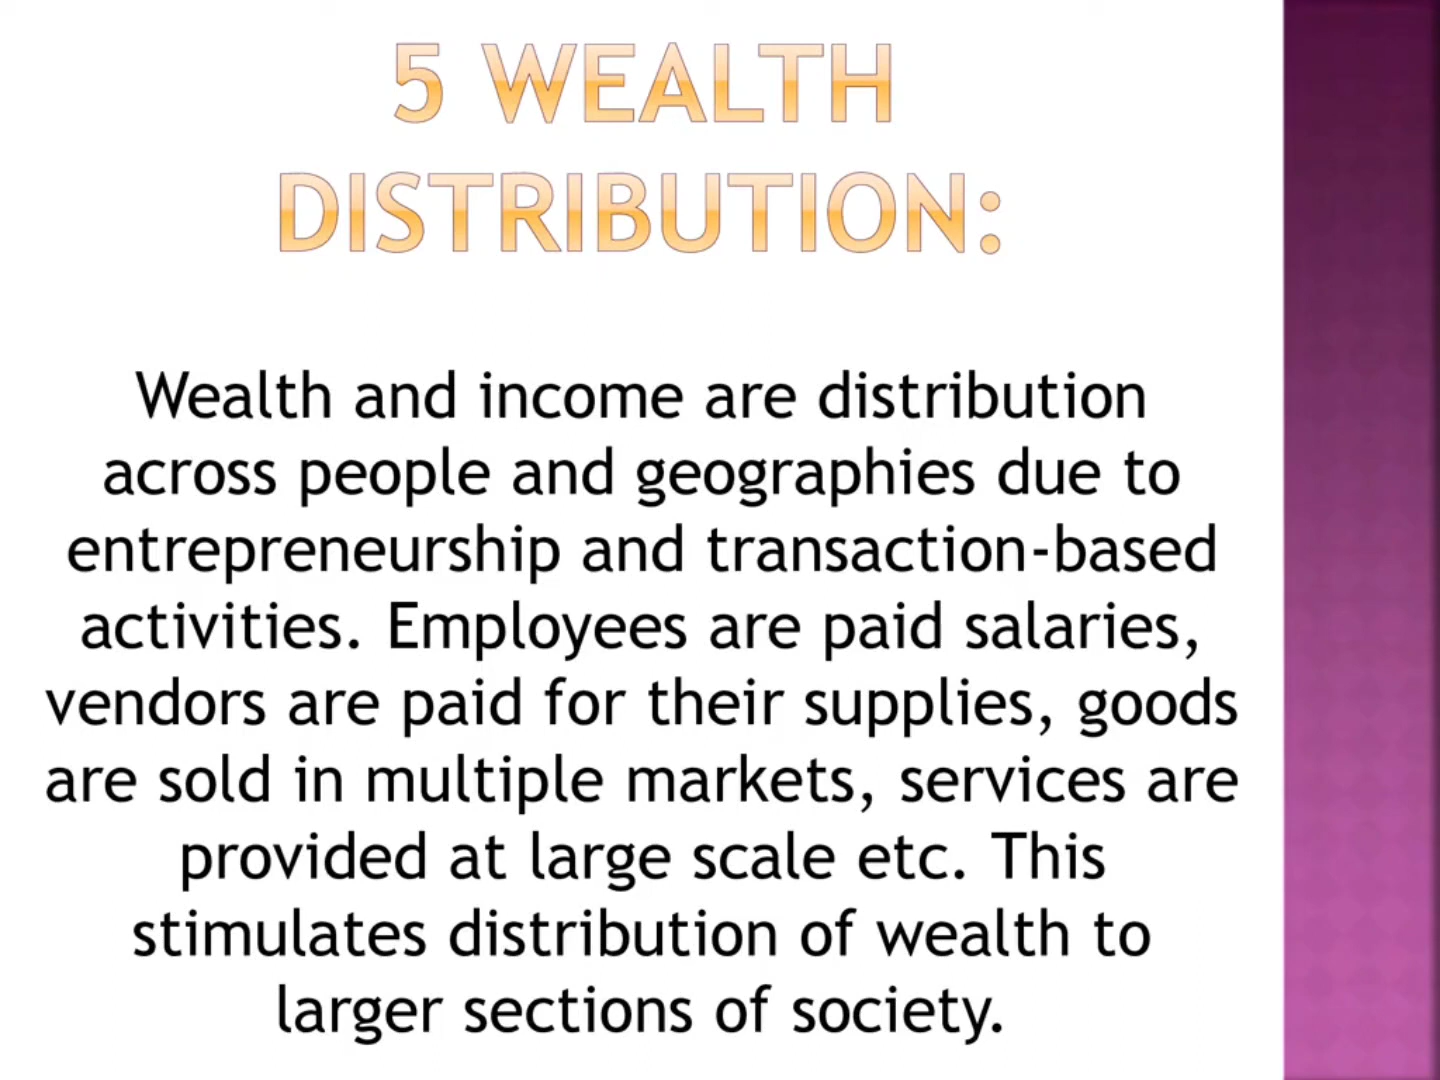 5 WEALTH
DISTRIBUTION:
Wealth and income are distribution
across people and geographies due to
entrepreneurship and transaction-based
activities. Employees are paid salaries,
vendors are paid for their supplies, goods
are sold in multiple markets, services are
provided at large scale etc. This
stimulates distribution of wealth to
larger sections of society.